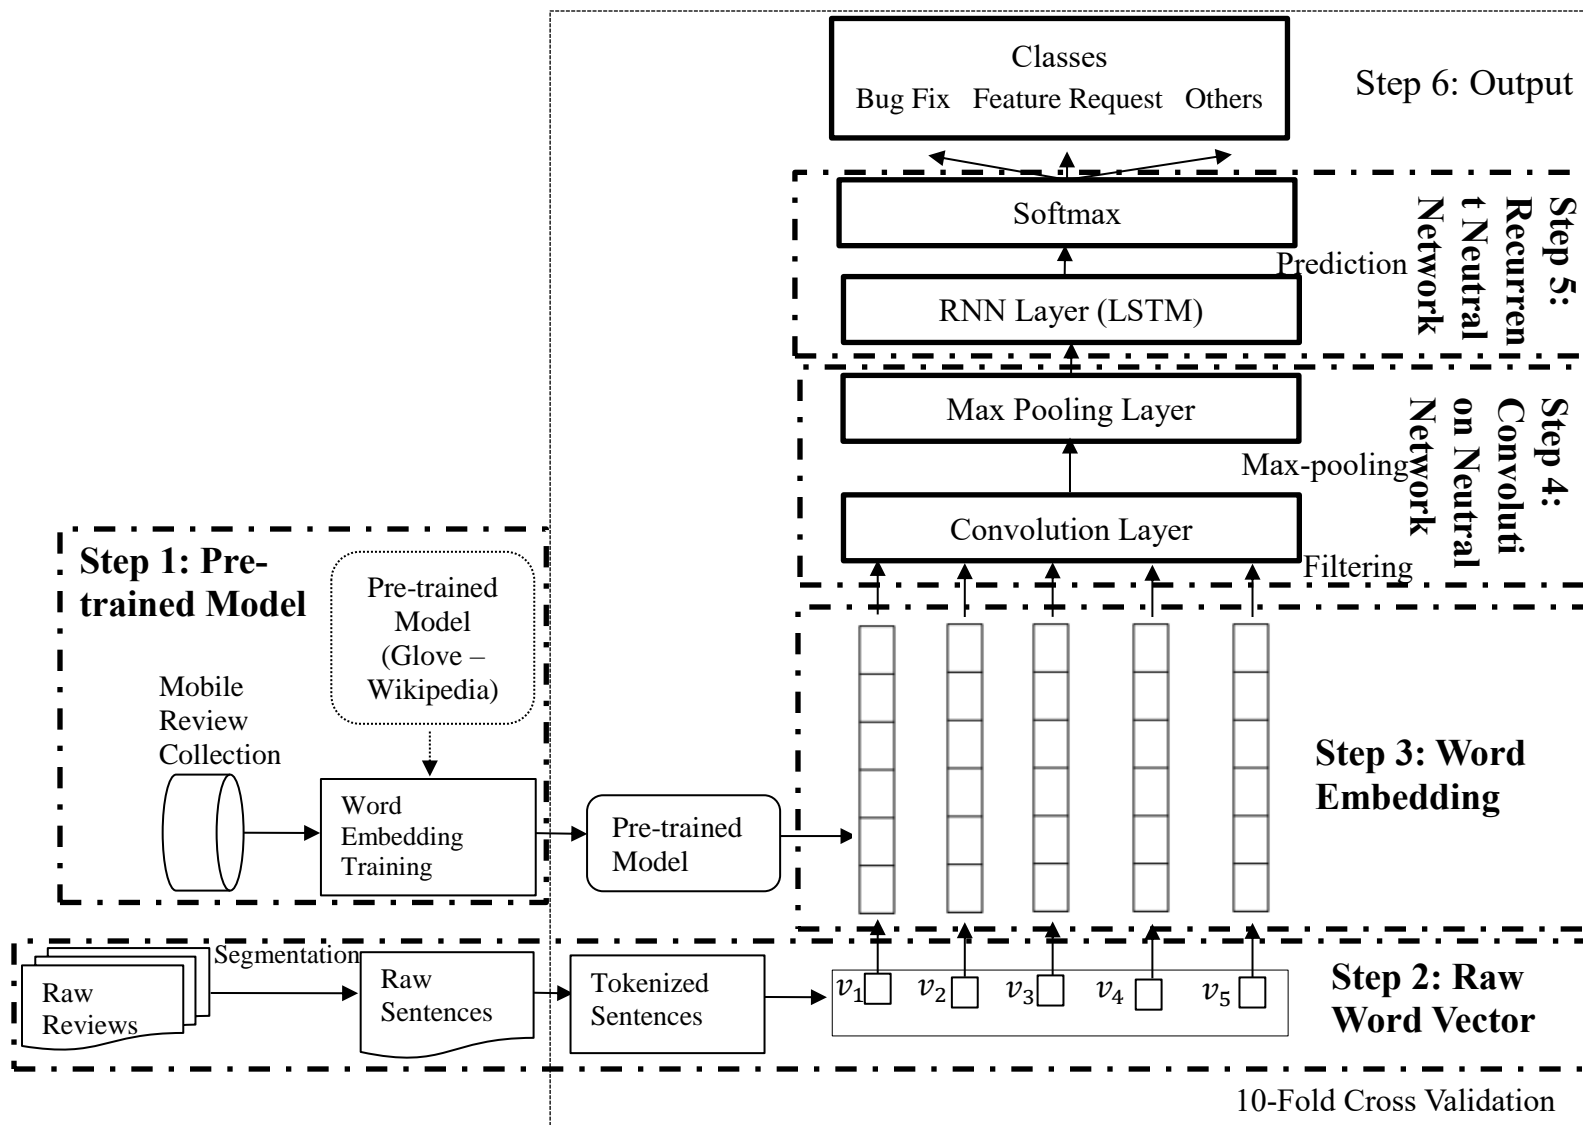 Classes
Bug Fix Feature Request Others
Step 6: Output
Softmax
Prediction
RNN Layer (LSTM)
Step 5:
Recurren
t Neutral
Network
Max Pooling Layer
Max-pooling
Convolution Layer
Filtering
Step 4:
Convoluti
on Neutral
Network
Step 1: Pre-
trained Model
Pre-trained
Model
(Glove –
Wikipedia)
Mobile
Review
Collection
Word
Embedding
Training
Pre-trained
Model
Step 3: Word
Embedding
Segmentation
Raw
Reviews
Raw
Sentences
Tokenized
Sentences
v1 v2 v3 v4 v5
Step 2: Raw
Word Vector
10-Fold Cross Validation